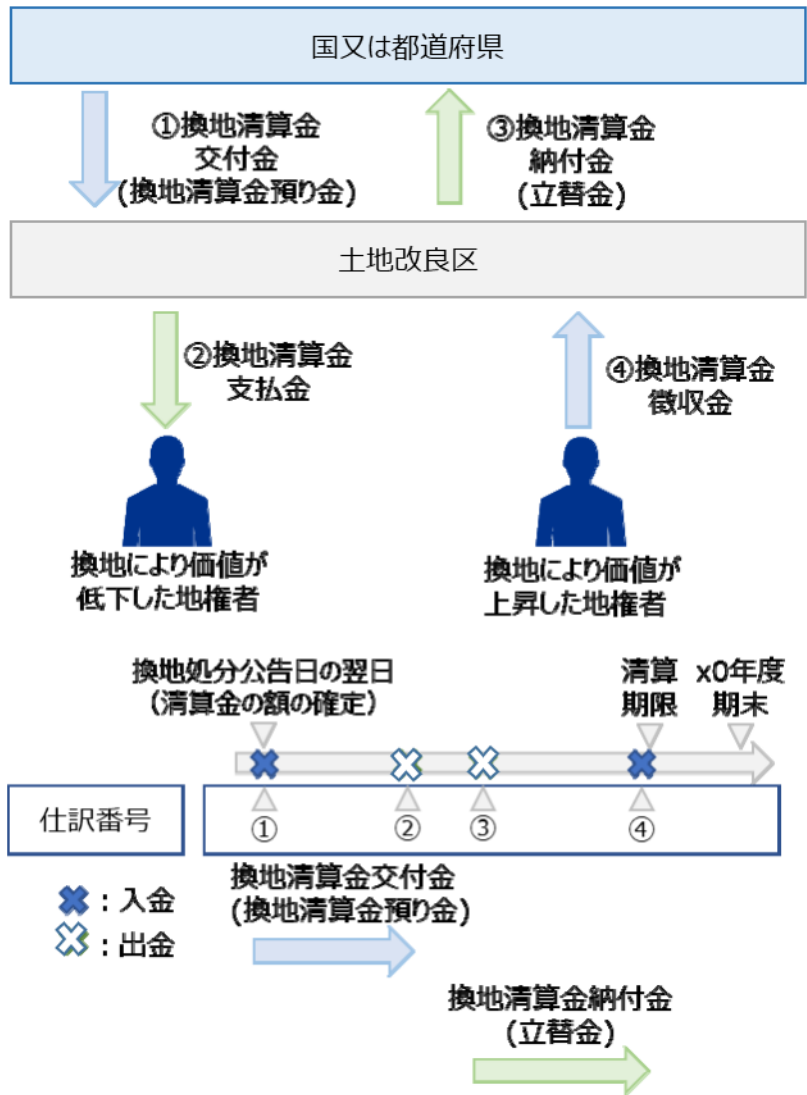 国又は都道府県
①換地清算金
交付金
(換地清算金預り金)
③換地清算金
納付金
(立替金)
土地改良区
②換地清算金
支払金
④換地清算金
徴収金
換地により価値が
低下した地権者
換地により価値が
上昇した地権者
換地処分公告日の翌日
（清算金の額の確定）
清算
期限
x0年度
期末
仕訳番号
①
②
③
④
：入金
：出金
換地清算金交付金
(換地清算金預り金)
換地清算金納付金
(立替金)